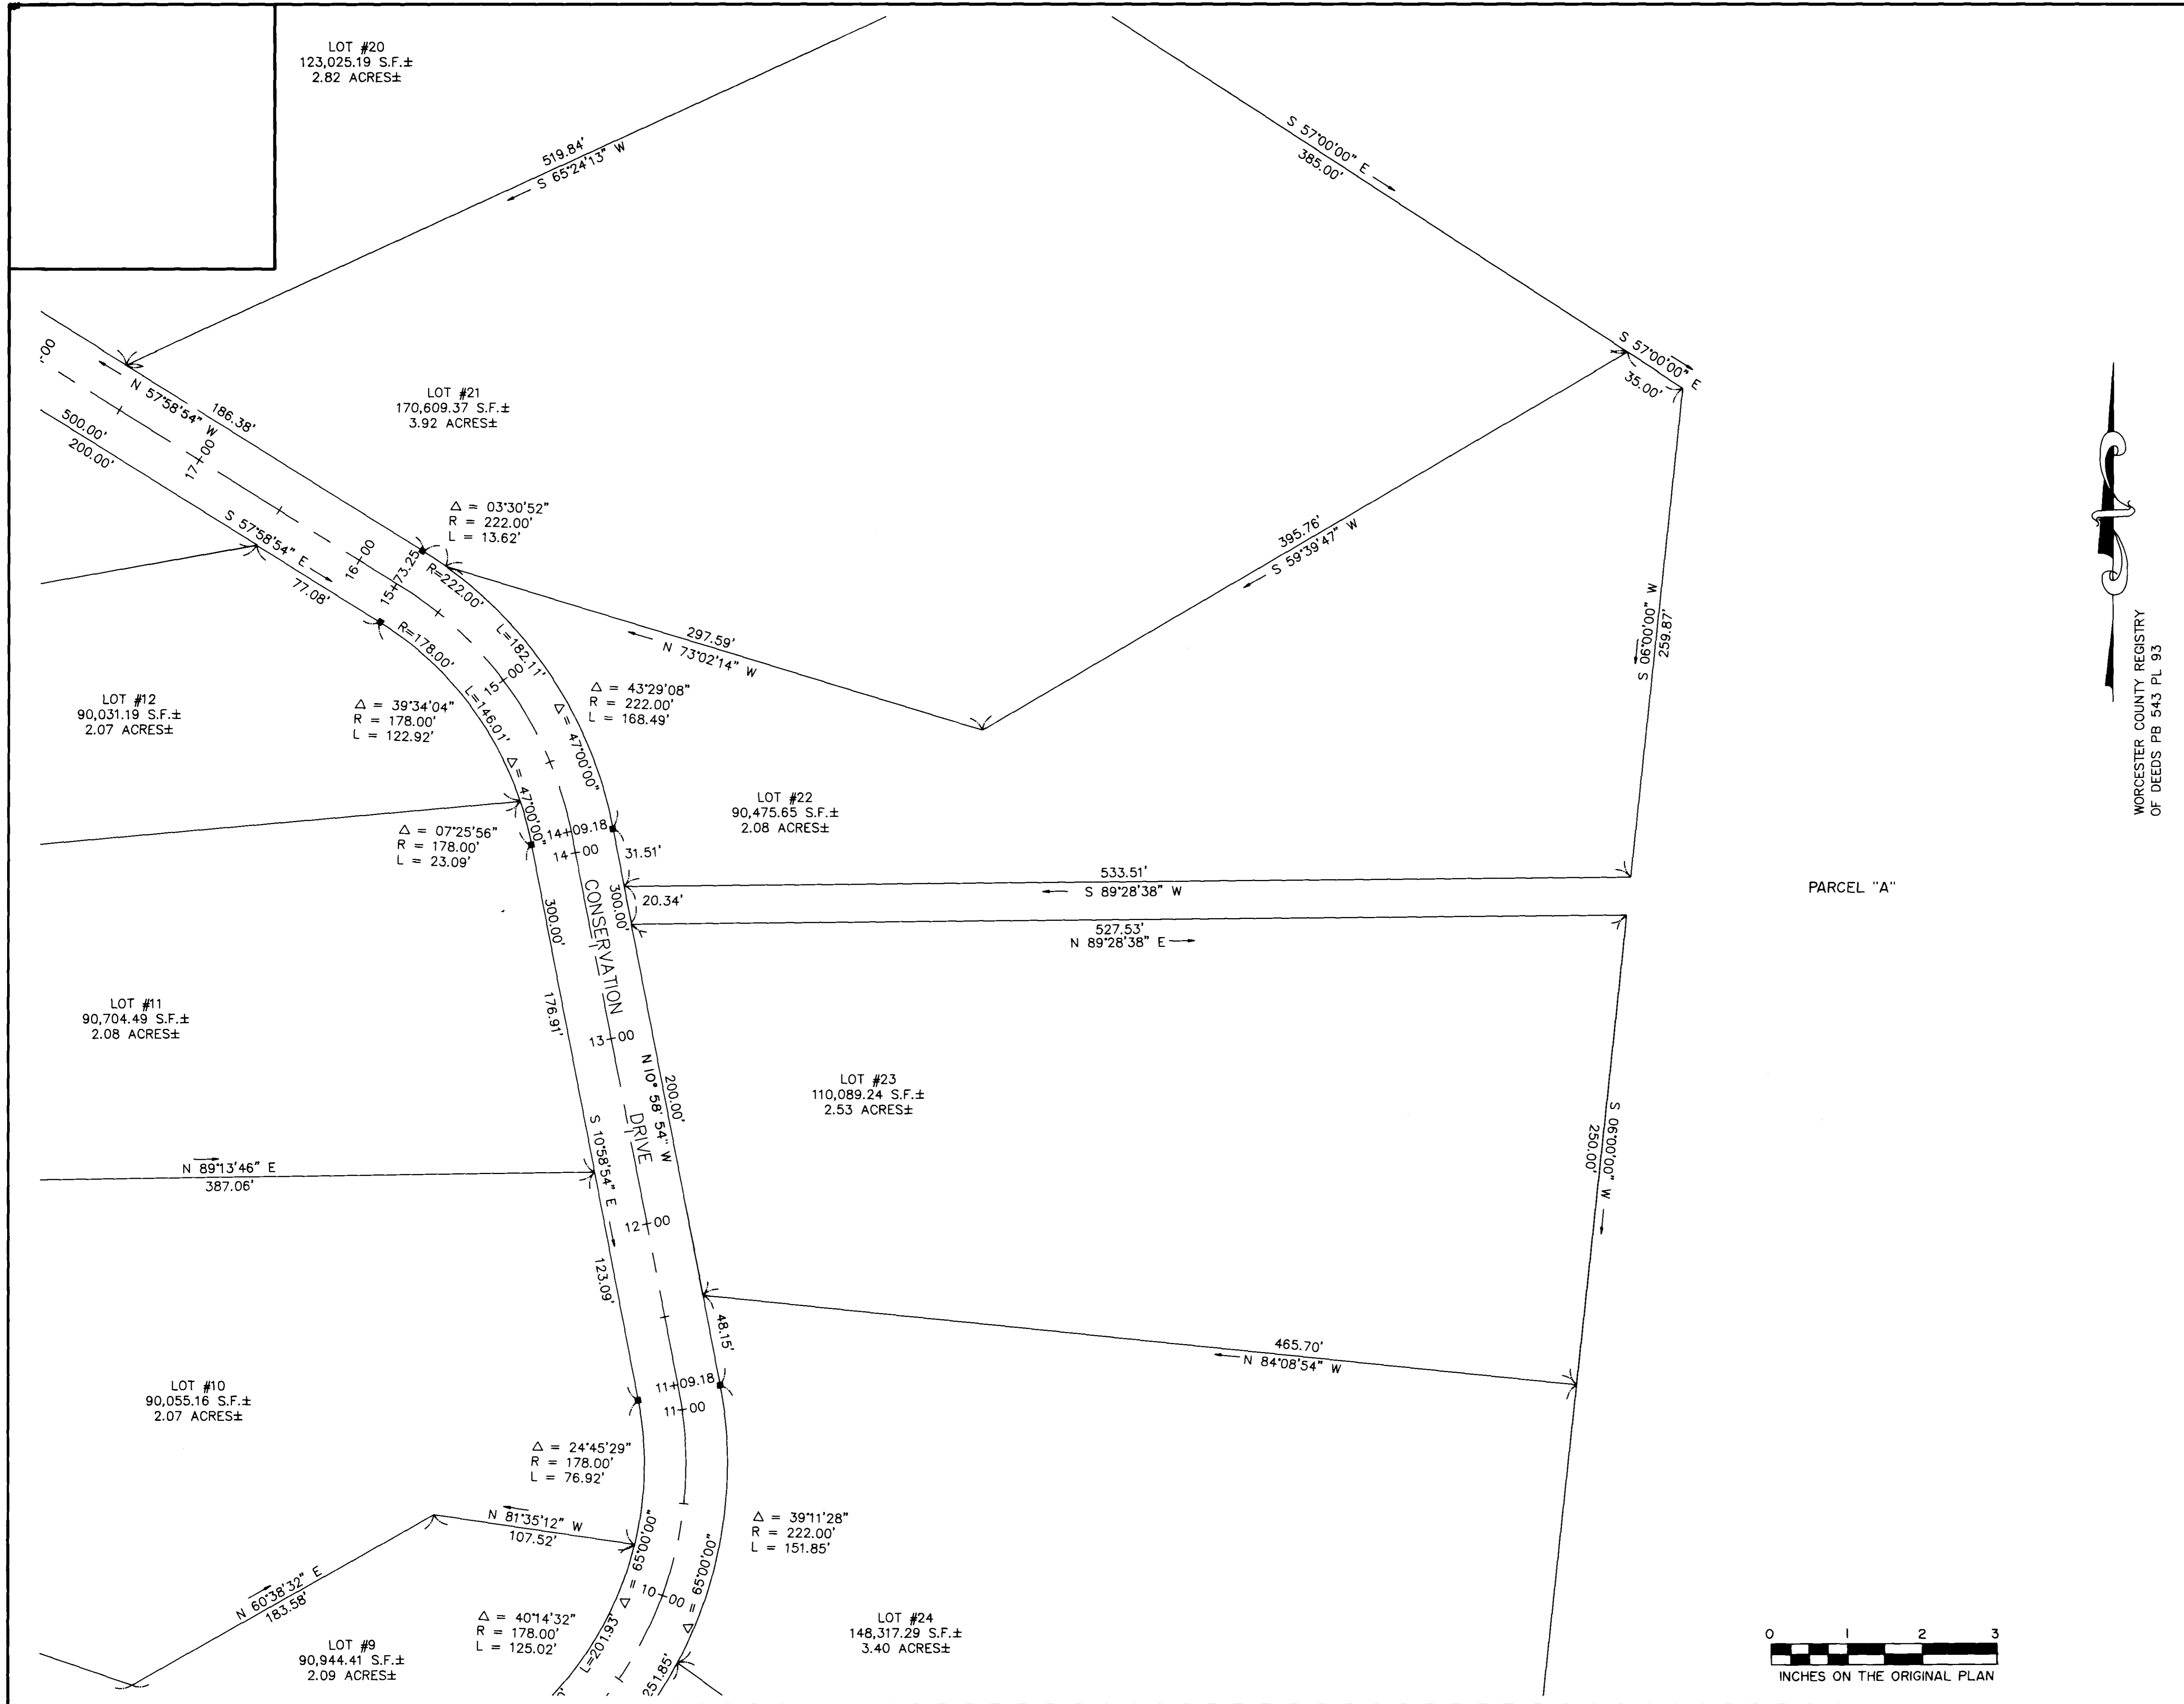 LOT #20
123,025.19 S.F.±
2.82 ACRES±
519.84'
S 65°24'13" W
S 57°00'00" E
385.00'
S 57°00'00" E
35.00'
N 57°58'54" W
186.38'
500.00'
200.00'
17+00
LOT #21
170,609.37 S.F.±
3.92 ACRES±
S 57°58'54" E
77.08'
16+00
15+73.25
Δ = 03°30'52"
R = 222.00'
L = 13.62'
R=222.00'
L=182.11'
Δ = 47°00'00"
R=178.00'
L=146.01'
Δ = 47°00'00"
15+00
395.76'
S 59°39'47" W
297.59'
N 73°02'14" W
S 06°00'00" W
259.87'
WORCESTER COUNTY REGISTRY
OF DEEDS PB 543 PL 93
LOT #12
90,031.19 S.F.±
2.07 ACRES±
Δ = 39°34'04"
R = 178.00'
L = 122.92'
Δ = 43°29'08"
R = 222.00'
L = 168.49'
Δ = 07°25'56"
R = 178.00'
L = 23.09'
14+09.18
14+00
31.51'
LOT #22
90,475.65 S.F.±
2.08 ACRES±
533.51'
S 89°28'38" W
PARCEL "A"
300.00'
20.34'
527.53'
N 89°28'38" E
300.00'
CONSERVATION DRIVE
LOT #11
90,704.49 S.F.±
2.08 ACRES±
176.91'
13+00
N 10° 58' 54" W
200.00'
LOT #23
110,089.24 S.F.±
2.53 ACRES±
S 06°00'00" W
250.00'
N 89°13'46" E
387.06'
S 10°58'54" E
12+00
123.09'
48.15'
465.70'
N 84°08'54" W
LOT #10
90,055.16 S.F.±
2.07 ACRES±
11+09.18
11+00
Δ = 24°45'29"
R = 178.00'
L = 76.92'
N 81°35'12" W
107.52'
Δ = 39°11'28"
R = 222.00'
L = 151.85'
N 60°38'32" E
183.58'
Δ = 65°00'00"
L=201.93'
10+00
Δ = 65°00'00"
251.85'
Δ = 40°14'32"
R = 178.00'
L = 125.02'
LOT #9
90,944.41 S.F.±
2.09 ACRES±
LOT #24
148,317.29 S.F.±
3.40 ACRES±
0 1 2 3
INCHES ON THE ORIGINAL PLAN